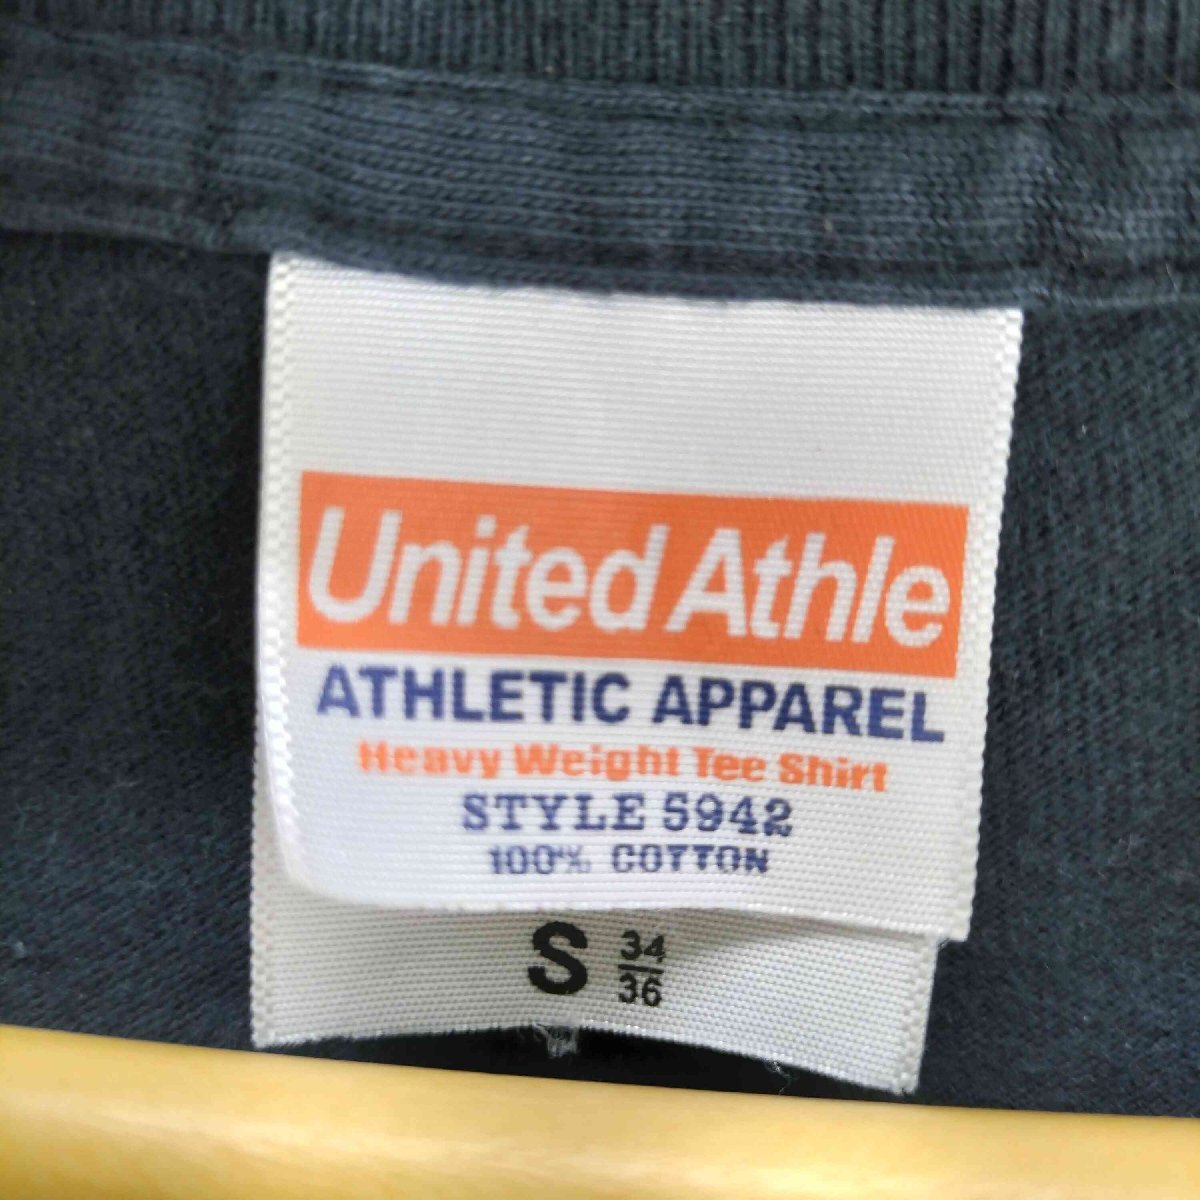 United Athle
ATHLETIC APPAREL
Heavy Weight Tee Shirt
STYLE 5942
100% COTTON
S 34/36